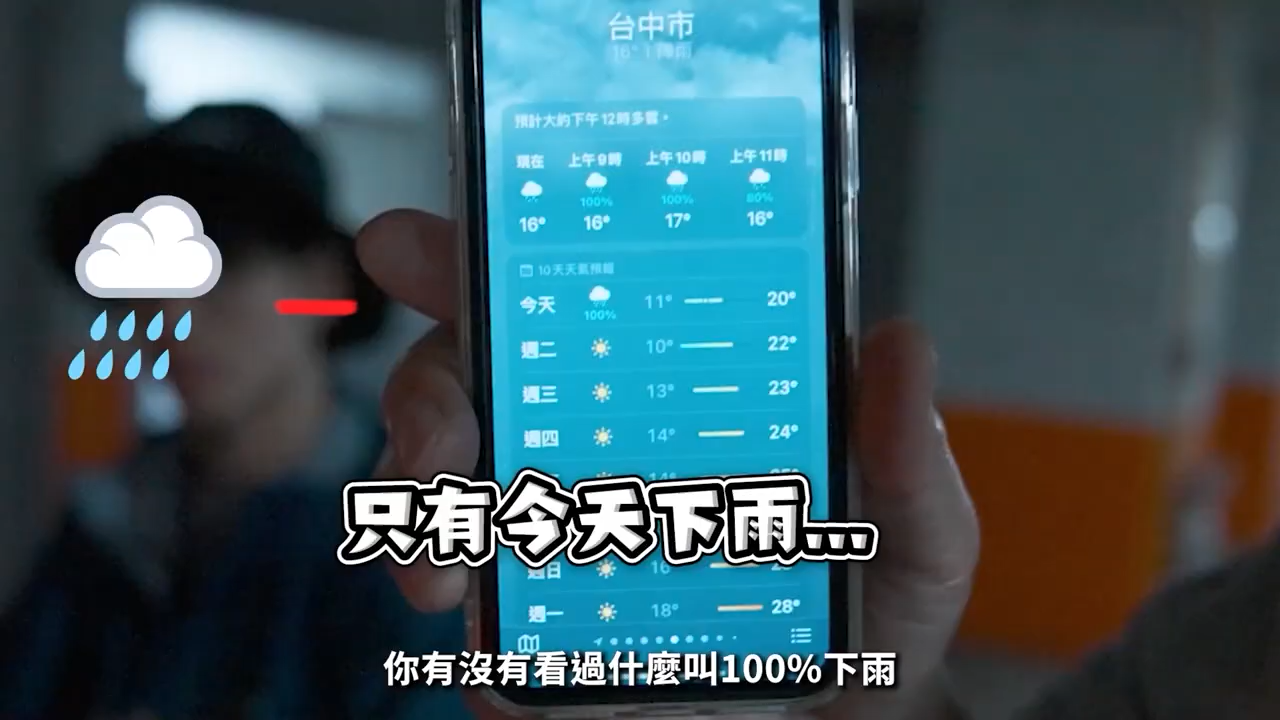 台中市
預計大約下午12時多雲。
現在 上午9時 上午10時 上午11時
100% 100% 80%
16° 16° 17° 16°
10天天氣預報
今天 100% 11° 20°
週二 10° 22°
週三 13° 23°
週四 14° 24°
只有今天下雨...
週日 16°
週一 18° 28°
你有沒有看過什麼叫100%下雨